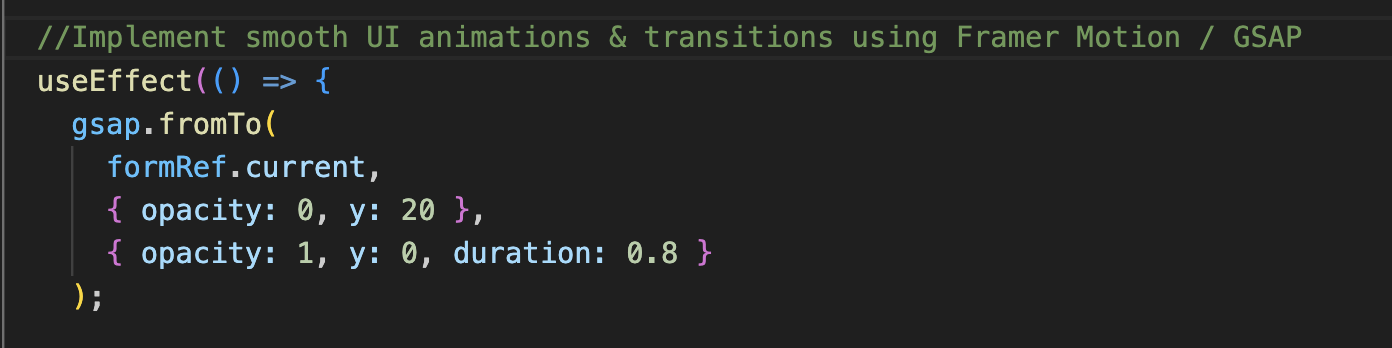 //Implement smooth UI animations & transitions using Framer Motion / GSAP
useEffect(() => {
gsap.fromTo(
formRef.current,
{ opacity: 0, y: 20 },
{ opacity: 1, y: 0, duration: 0.8 }
);